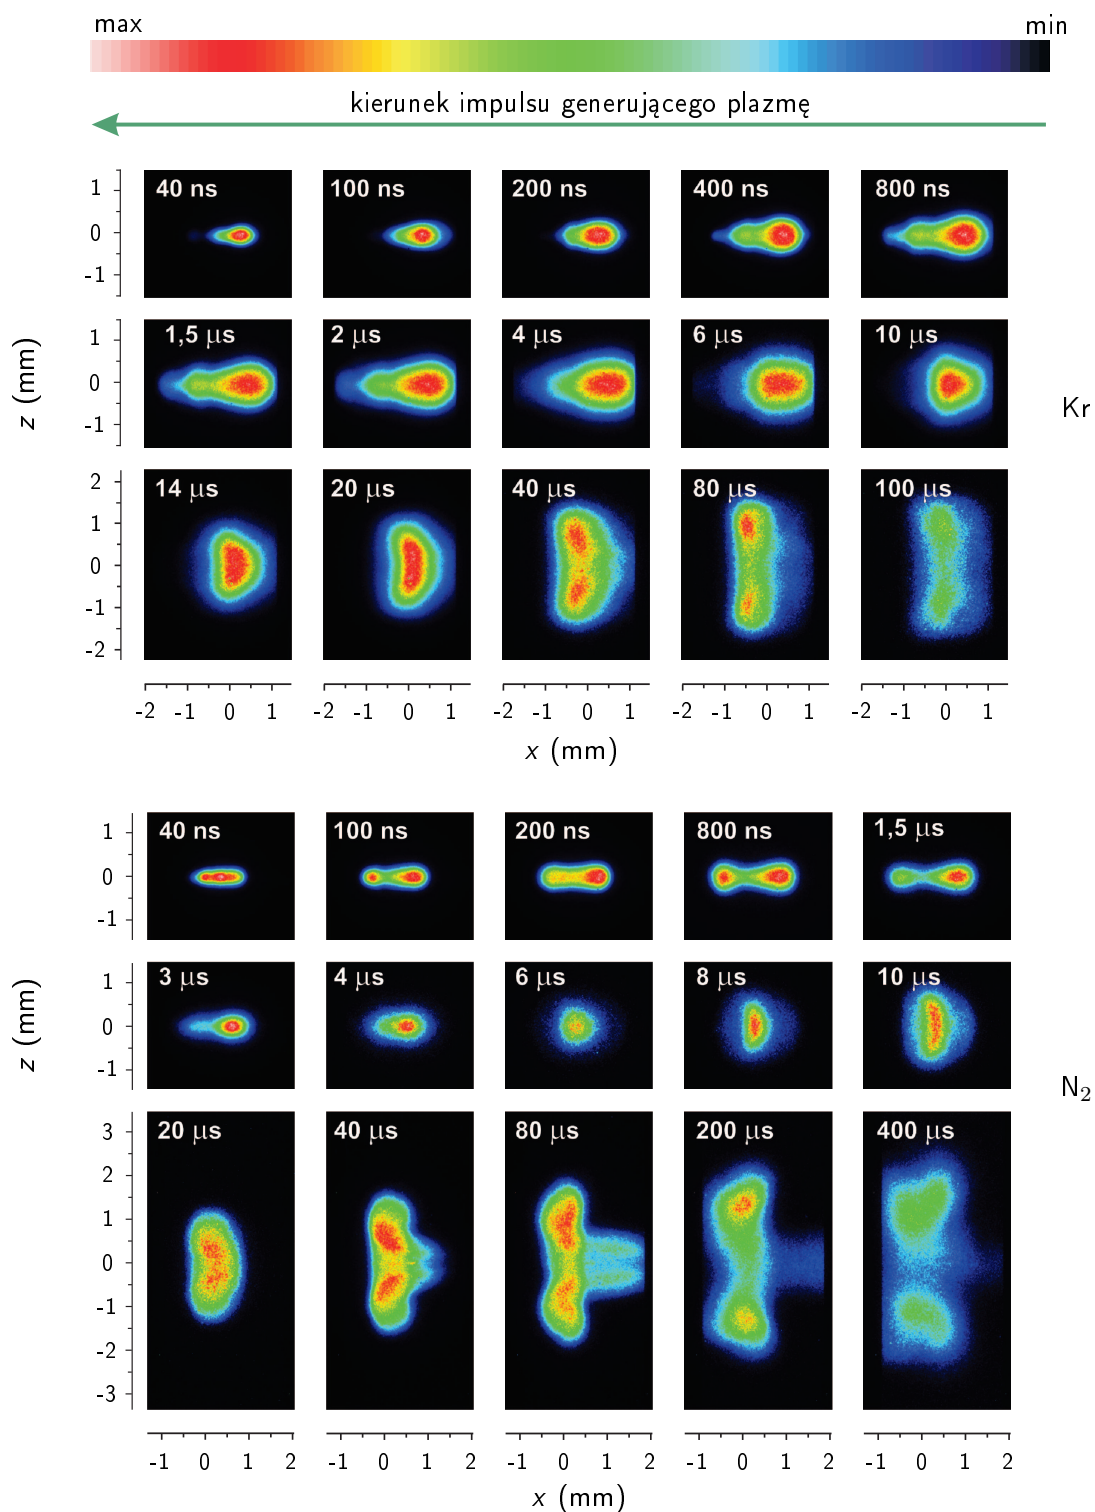 max min
kierunek impulsu generującego plazmę
40 ns 100 ns 200 ns 400 ns 800 ns
1
0
-1
1,5 μs 2 μs 4 μs 6 μs 10 μs
1
0
-1
z (mm)
Kr
14 μs 20 μs 40 μs 80 μs 100 μs
2
1
0
-1
-2
-2 -1 0 1 -2 -1 0 1 -2 -1 0 1 -2 -1 0 1 -2 -1 0 1
x (mm)
40 ns 100 ns 200 ns 800 ns 1,5 μs
1
0
-1
3 μs 4 μs 6 μs 8 μs 10 μs
1
0
-1
z (mm)
N₂
20 μs 40 μs 80 μs 200 μs 400 μs
3
2
1
0
-1
-2
-3
-1 0 1 2 -1 0 1 2 -1 0 1 2 -1 0 1 2 -1 0 1 2
x (mm)